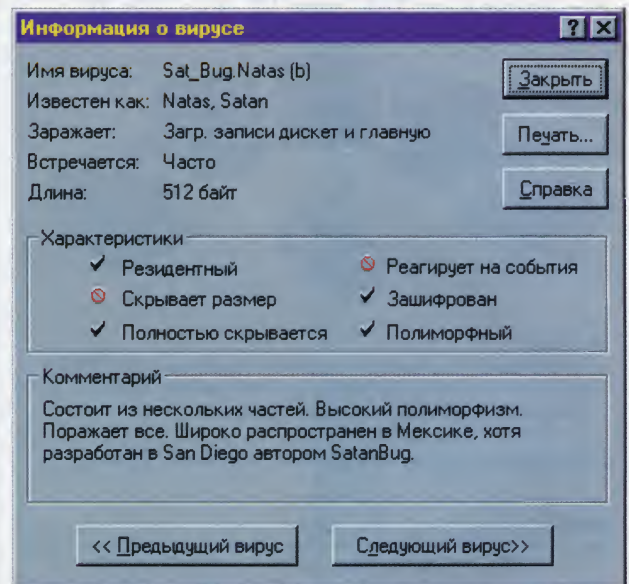 Информация о вирусе
Имя вируса: Sat_Bug.Natas (b)
Известен как: Natas, Satan
Заражает: Загр. записи дискет и главную
Встречается: Часто
Длина: 512 байт
Закрыть
Печать...
Справка
Характеристики
Резидентный
Реагирует на события
Скрывает размер
Зашифрован
Полностью скрывается
Полиморфный
Комментарий
Состоит из нескольких частей. Высокий полиморфизм.
Поражает все. Широко распространен в Мексике, хотя
разработан в San Diego автором SatanBug.
<< Предыдущий вирус
Следующий вирус>>